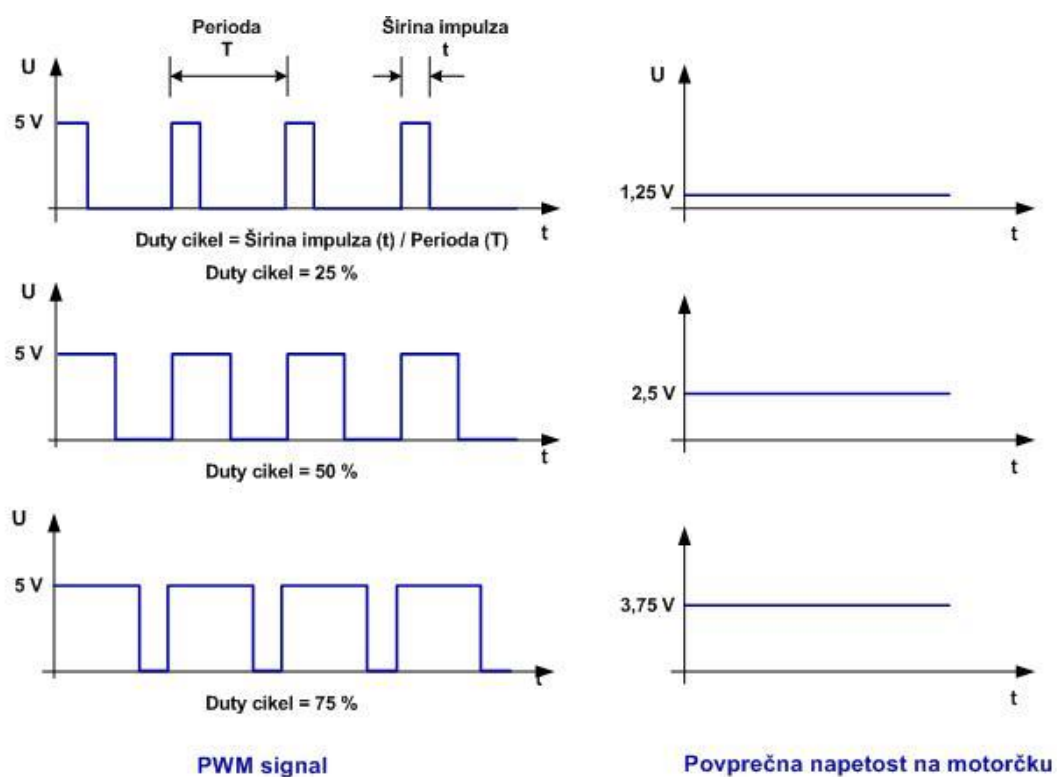 Perioda
T
Širina impulza
t
U
5 V
t
Duty cikel = Širina impulza (t) / Perioda (T)
Duty cikel = 25 %
U
1,25 V
t
U
5 V
t
Duty cikel = 50 %
2,5 V
t
U
5 V
t
Duty cikel = 75 %
3,75 V
t
PWM signal
Povprečna napetost na motorčku